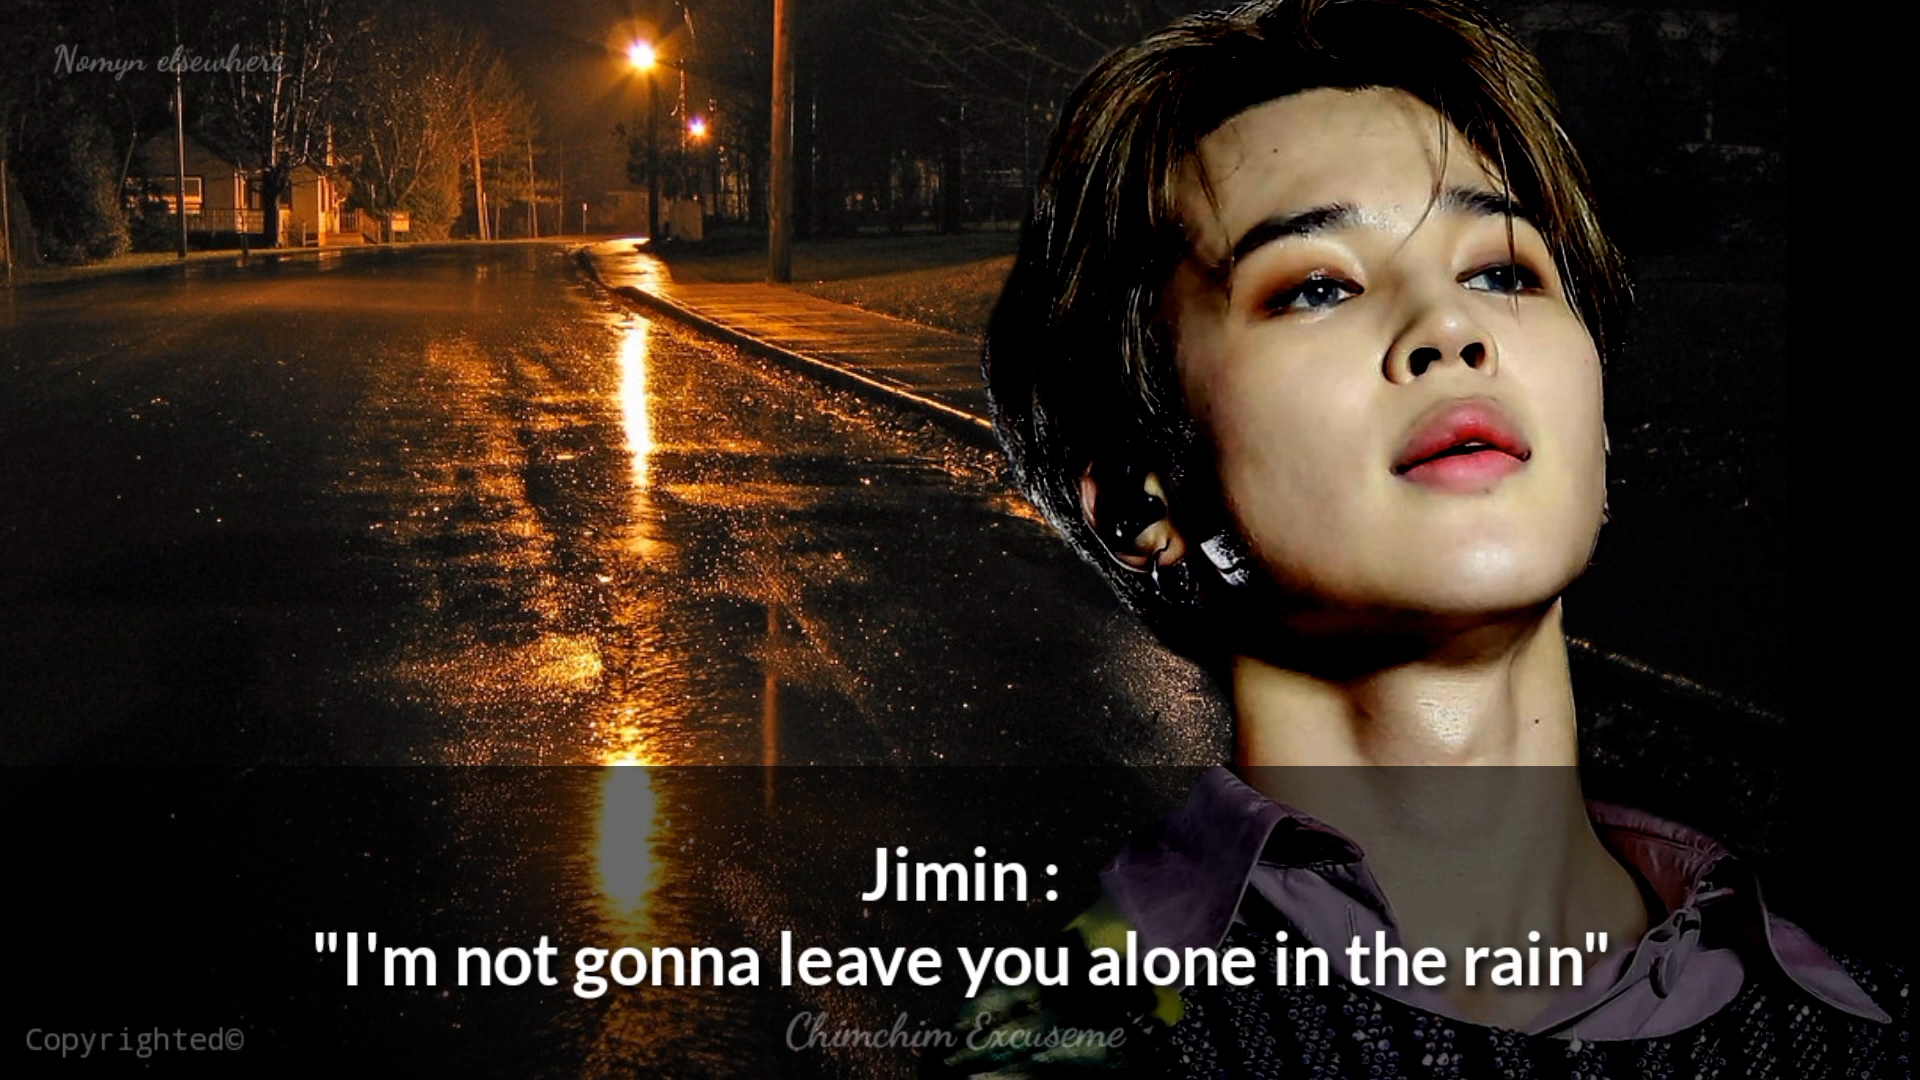 Nomyn elsewhere
Jimin :
"I'm not gonna leave you alone in the rain"
Chimchim Excuseme
Copyrighted©